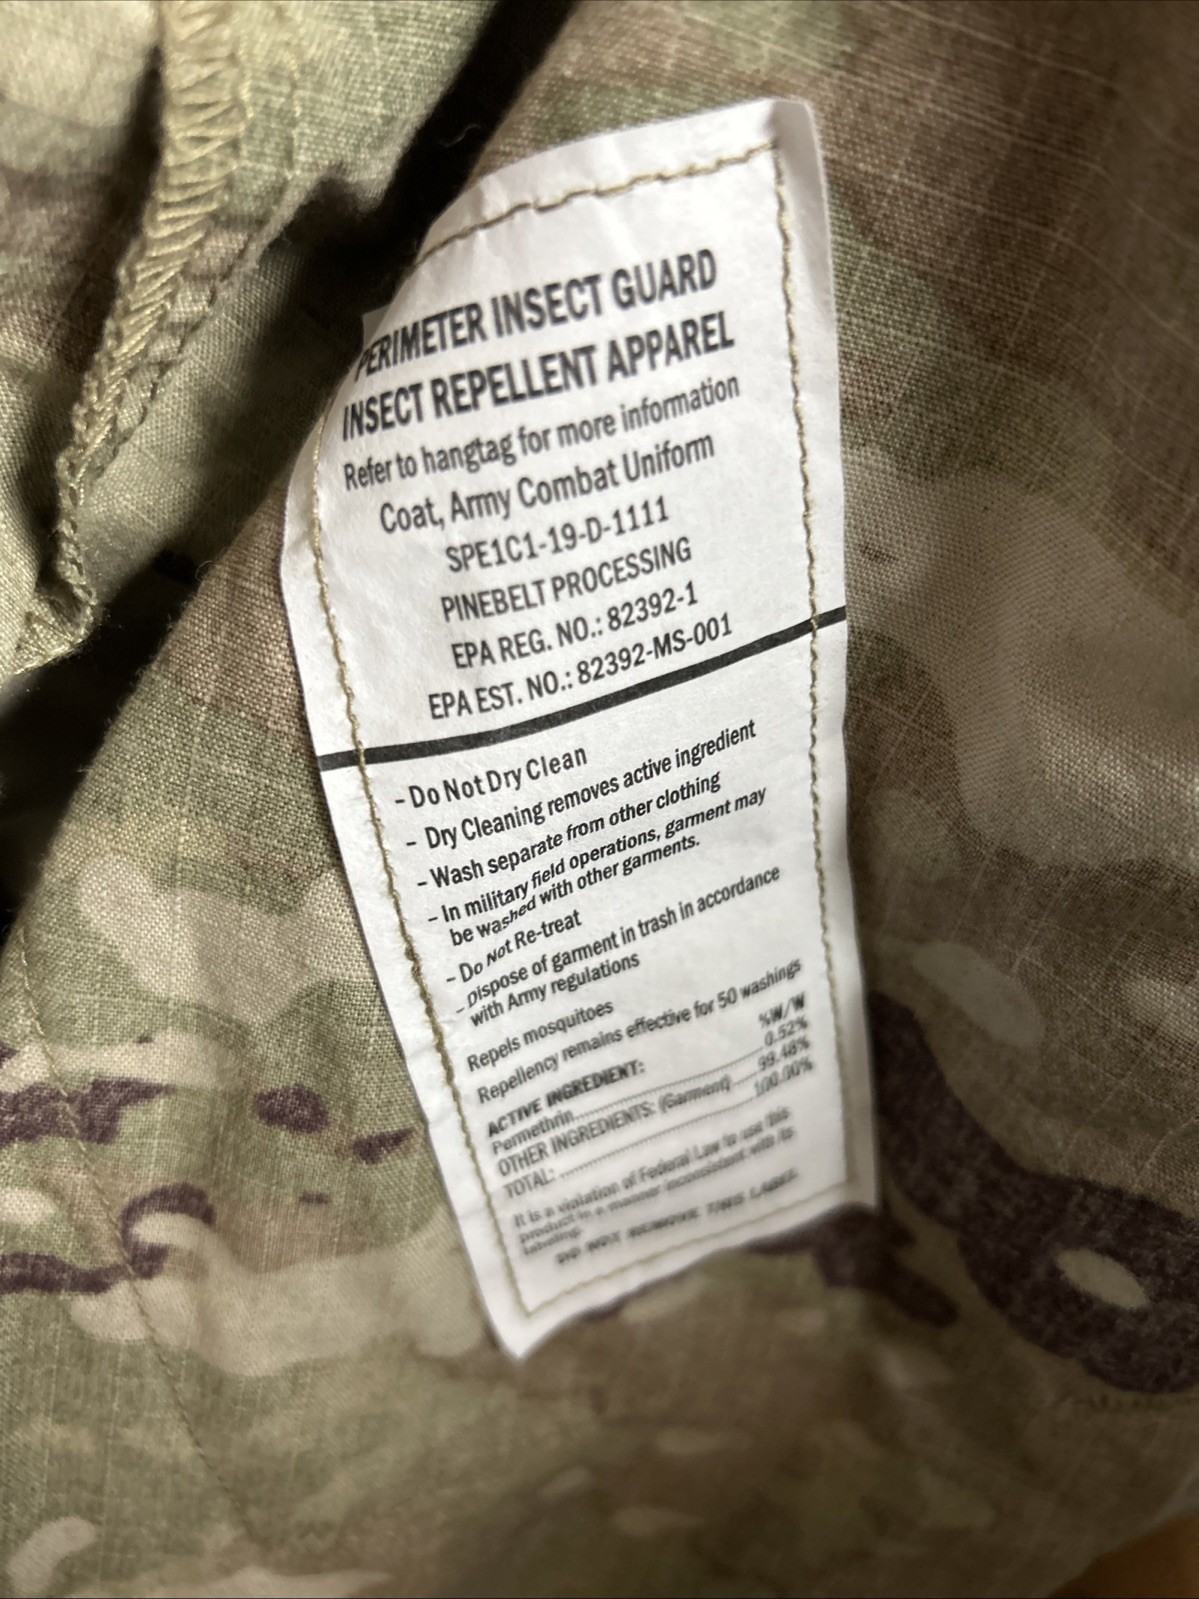 PERIMETER INSECT GUARD
INSECT REPELLENT APPAREL
Refer to hangtag for more information
Coat, Army Combat Uniform
SPE1C1-19-D-1111
PINEBELT PROCESSING
EPA REG. NO.: 82392-1
EPA EST. NO.: 82392-MS-001
- Do Not Dry Clean
- Dry Cleaning removes active ingredient
- Wash separate from other clothing
- In military field operations, garment may
be washed with other garments.
- Do Not Re-treat
- Dispose of garment in trash in accordance
with Army regulations
Repels mosquitoes
Repellency remains effective for 50 washings
%W/W
ACTIVE INGREDIENT:
Permethrin..........0.52%
OTHER INGREDIENTS: (Garment).....99.48%
TOTAL: ..........100.00%
It is a violation of Federal Law to use this
product in a manner inconsistent with its
labeling.
DO NOT REMOVE THIS LABEL